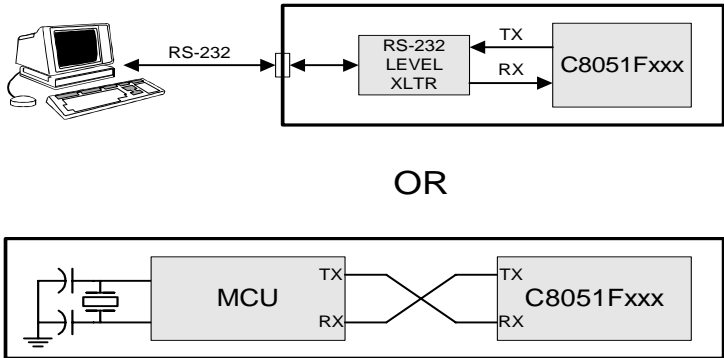 RS-232
RS-232
LEVEL
XLTR
TX
RX
C8051Fxxx
OR
MCU
TX
RX
TX
RX
C8051Fxxx